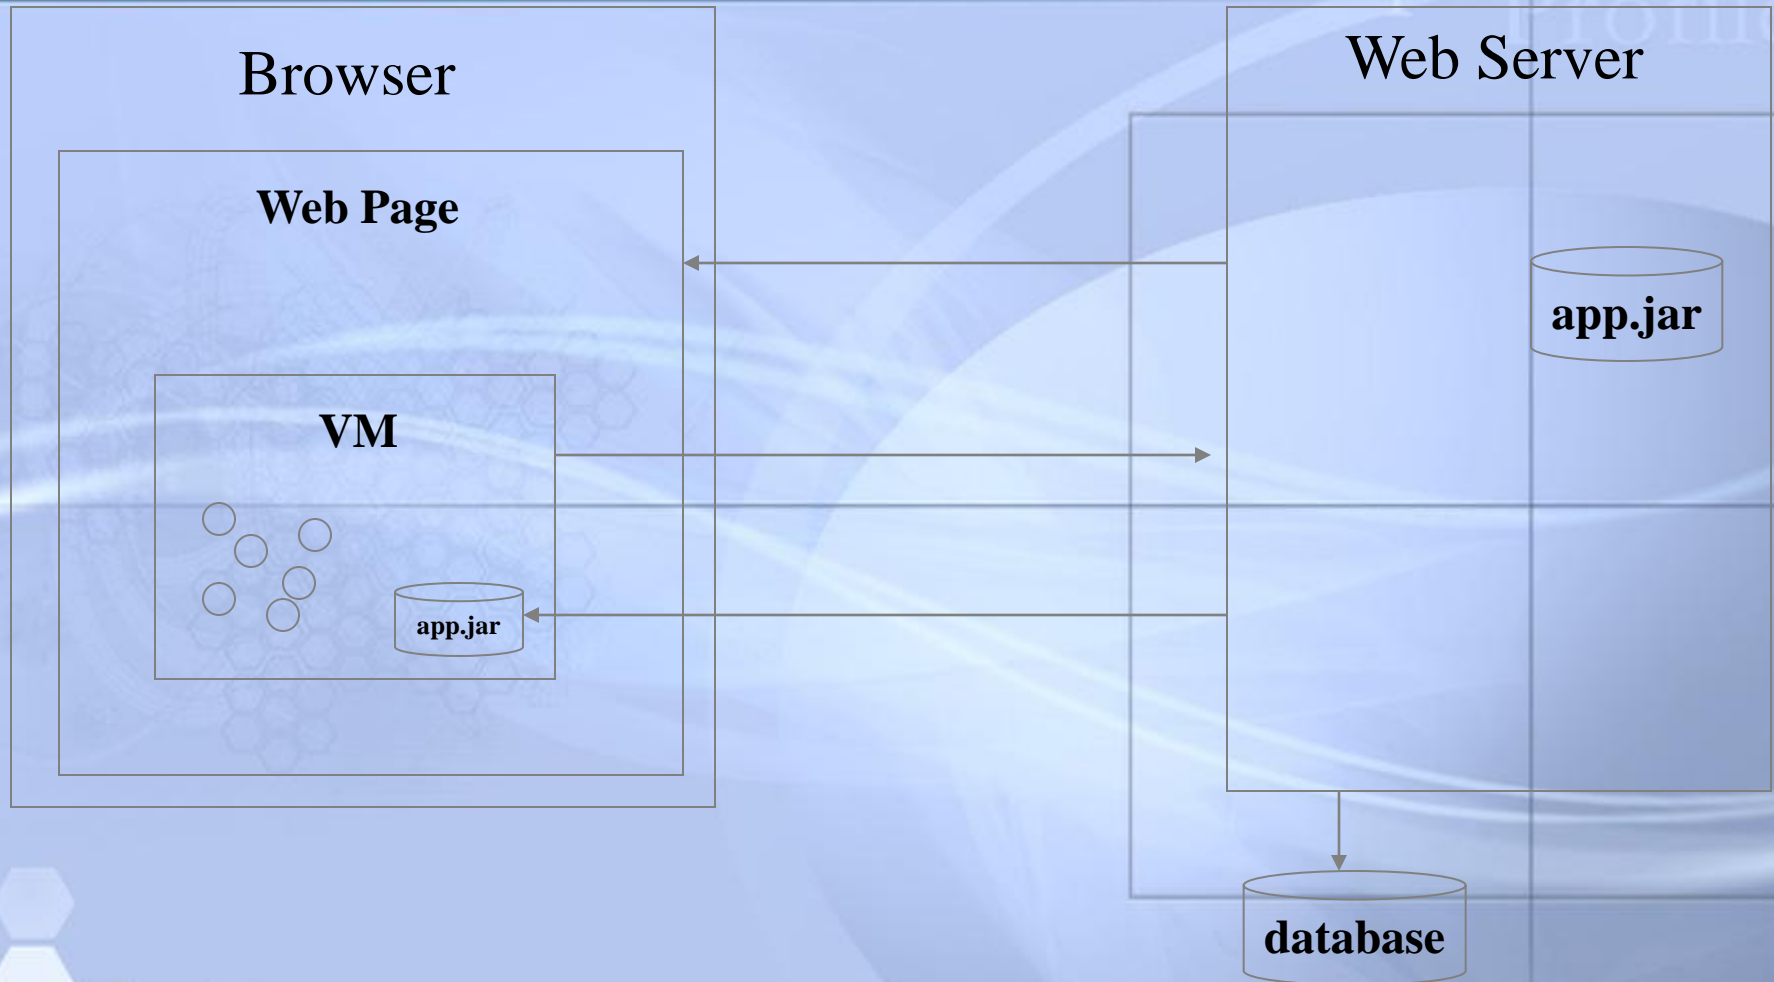 Browser
Web Server
Web Page
app.jar
VM
app.jar
database